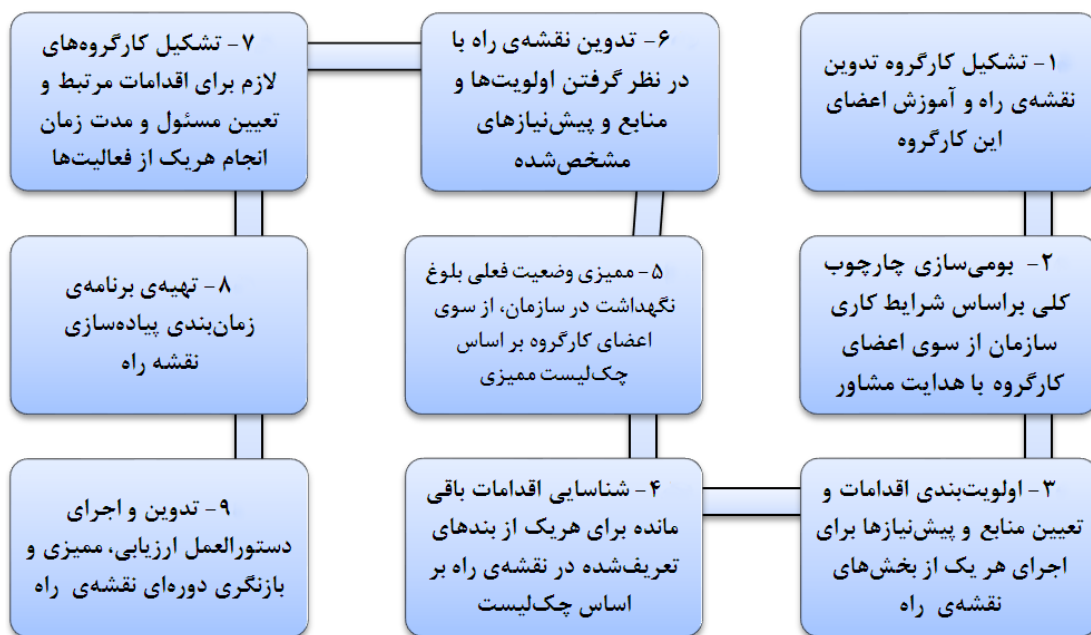 ۱- تشکیل کارگروه تدوین
نقشه‌ی راه و آموزش اعضای
این کارگروه
۲- بومی‌سازی چارچوب
کلی براساس شرایط کاری
سازمان از سوی اعضای
کارگروه با هدایت مشاور
۳- اولویت‌بندی اقدامات و
تعیین منابع و پیش‌نیازها برای
اجرای هر یک از بخش‌های
نقشه‌ی راه
۴- شناسایی اقدامات باقی
مانده برای هریک از بندهای
تعریف‌شده در نقشه‌ی راه بر
اساس چک‌لیست
۵- ممیزی وضعیت فعلی بلوغ
نگهداشت در سازمان، از سوی
اعضای کارگروه بر اساس
چک‌لیست ممیزی
۶- تدوین نقشه‌ی راه با
در نظر گرفتن اولویت‌ها و
منابع و پیش‌نیازهای
مشخص‌شده
۷- تشکیل کارگروه‌های
لازم برای اقدامات مرتبط و
تعیین مسئول و مدت زمان
انجام هریک از فعالیت‌ها
۸- تهیه‌ی برنامه‌ی
زمان‌بندی پیاده‌سازی
نقشه راه
۹- تدوین و اجرای
دستورالعمل ارزیابی، ممیزی و
بازنگری دوره‌ای نقشه‌ی راه